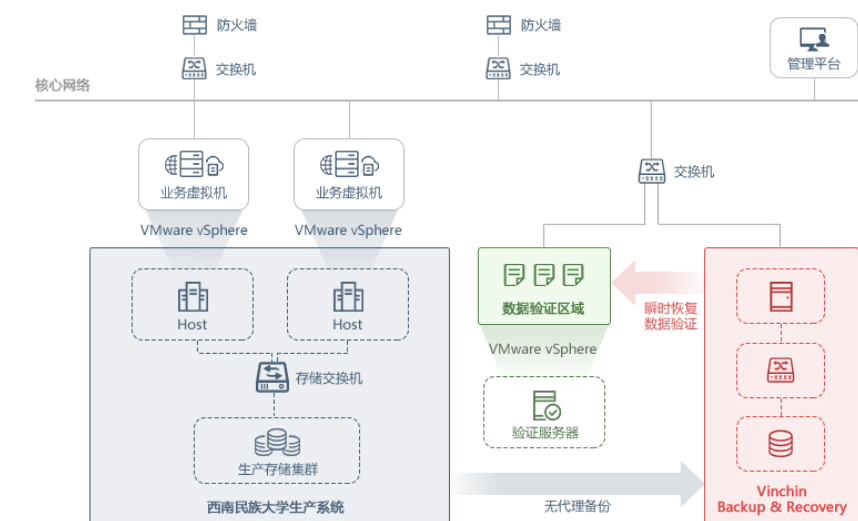 防火墙
防火墙
交换机
交换机
管理平台
核心网络
业务虚拟机
业务虚拟机
交换机
VMware vSphere
VMware vSphere
Host
Host
数据验证区域
瞬时恢复
数据验证
VMware vSphere
存储交换机
验证服务器
生产存储集群
西南民族大学生产系统
无代理备份
Vinchin
Backup & Recovery